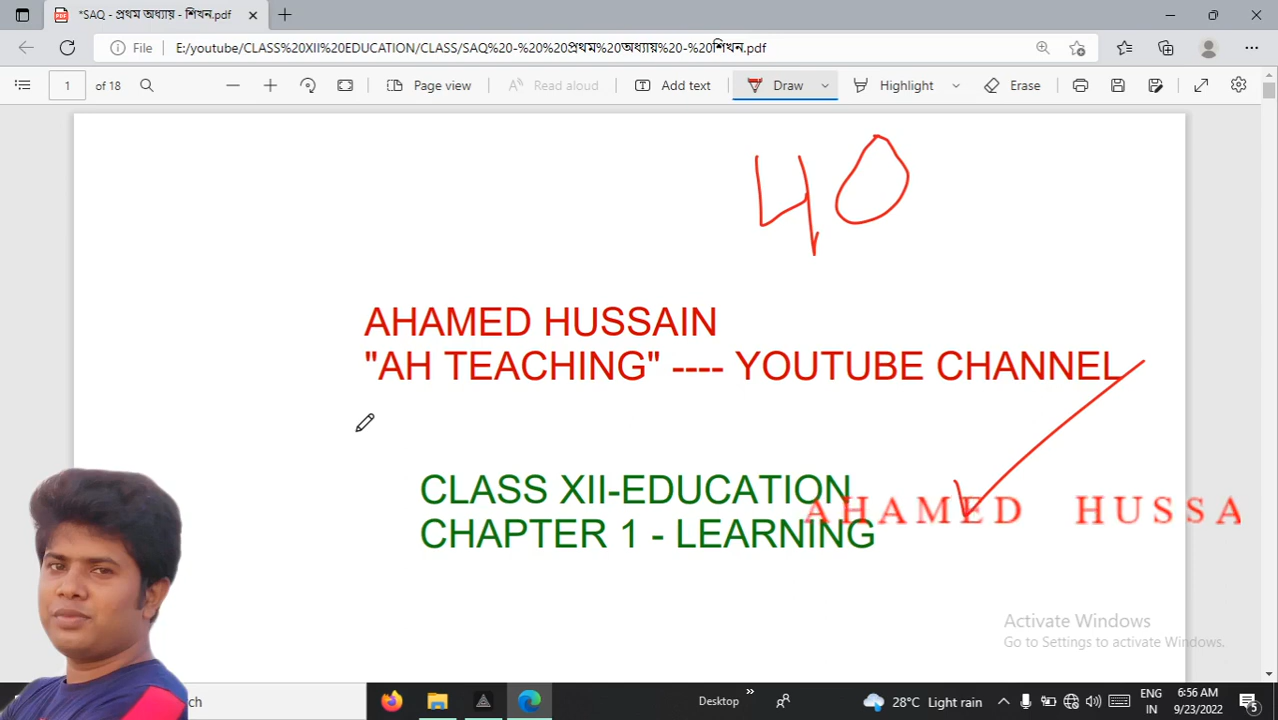 *SAQ - প্রথম অধ্যায় - শিখন.pdf
File E:/youtube/CLASS%20XII%20EDUCATION/CLASS/SAQ%20-%20%20প্রথম%20অধ্যায়%20-%20শিখন.pdf
1 of 18 Page view Read aloud Add text Draw Highlight Erase
40
AHAMED HUSSAIN
"AH TEACHING" ---- YOUTUBE CHANNEL
CLASS XII-EDUCATION
AHAMED HUSSA
CHAPTER 1 - LEARNING
Activate Windows
Go to Settings to activate Windows.
rch Desktop 28°C Light rain ENG 6:56 AM
IN 9/23/2022 5